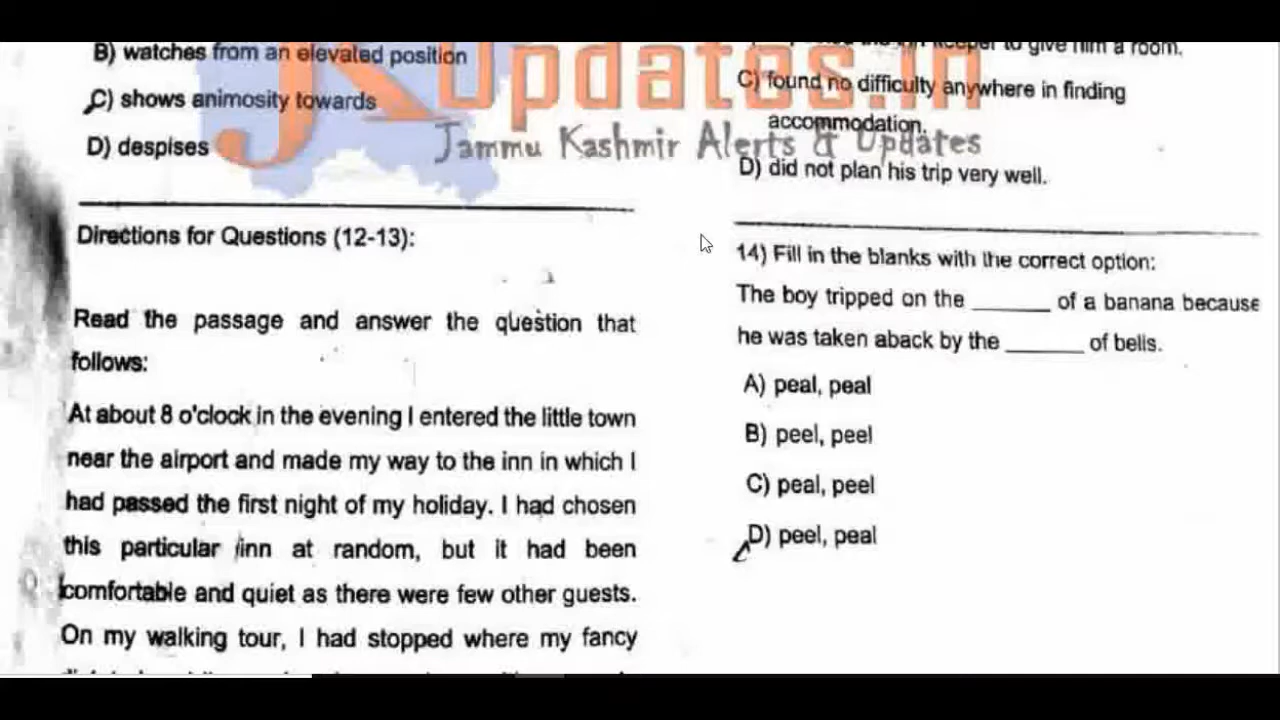 B) watches from an elevated position
C) shows animosity towards
D) despises
Updates.in
Jammu Kashmir Alerts & Updates
Directions for Questions (12-13):
Read the passage and answer the question that
follows:
At about 8 o'clock in the evening I entered the little town
near the airport and made my way to the inn in which I
had passed the first night of my holiday. I had chosen
this particular inn at random, but it had been
comfortable and quiet as there were few other guests.
On my walking tour, I had stopped where my fancy
to give him a room.
C) found no difficulty anywhere in finding
accommodation.
D) did not plan his trip very well.
14) Fill in the blanks with the correct option:
The boy tripped on the ______ of a banana because
he was taken aback by the ______ of bells.
A) peal, peal
B) peel, peel
C) peal, peel
D) peel, peal